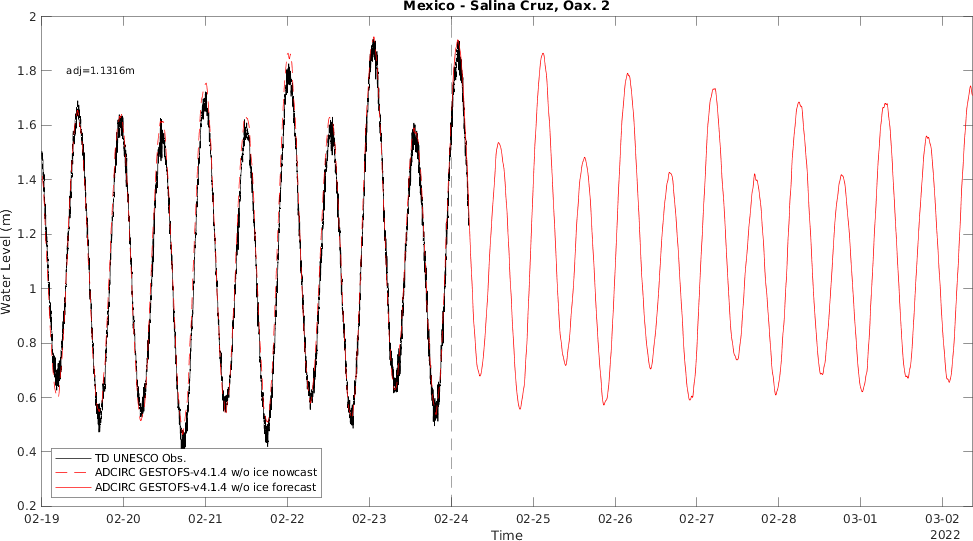 Mexico - Salina Cruz, Oax. 2
2
1.8
1.6
1.4
1.2
1
0.8
0.6
0.4
0.2
Water Level (m)
adj=1.1316m
TD UNESCO Obs.
ADCIRC GESTOFS-v4.1.4 w/o ice nowcast
ADCIRC GESTOFS-v4.1.4 w/o ice forecast
02-19 02-20 02-21 02-22 02-23 02-24 02-25 02-26 02-27 02-28 03-01 03-02
Time
2022